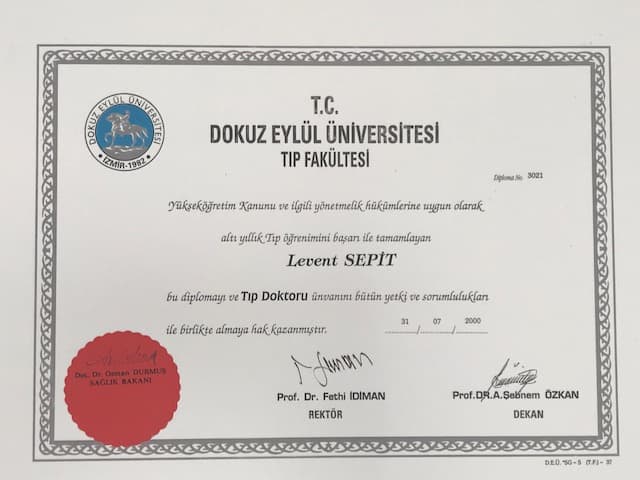 DOKUZ EYLÜL ÜNİVERSİTESİ
• İZMİR-1982 •
T.C.
DOKUZ EYLÜL ÜNİVERSİTESİ
TIP FAKÜLTESİ
Diploma No. 3021
Yükseköğretim Kanunu ve ilgili yönetmelik hükümlerine uygun olarak
altı yıllık Tıp öğrenimini başarı ile tamamlayan
Levent SEPİT
bu diplomayı ve Tıp Doktoru ünvanını bütün yetki ve sorumlulukları
ile birlikte almaya hak kazanmıştır.
31 / 07 / 2000
Doç. Dr. Osman DURMUŞ
SAĞLIK BAKANI
Prof. Dr. Fethi İDİMAN
REKTÖR
Prof.DR.A.Şebnem ÖZKAN
DEKAN
D.E.Ü. "SG - 5 (T.F.) - 37